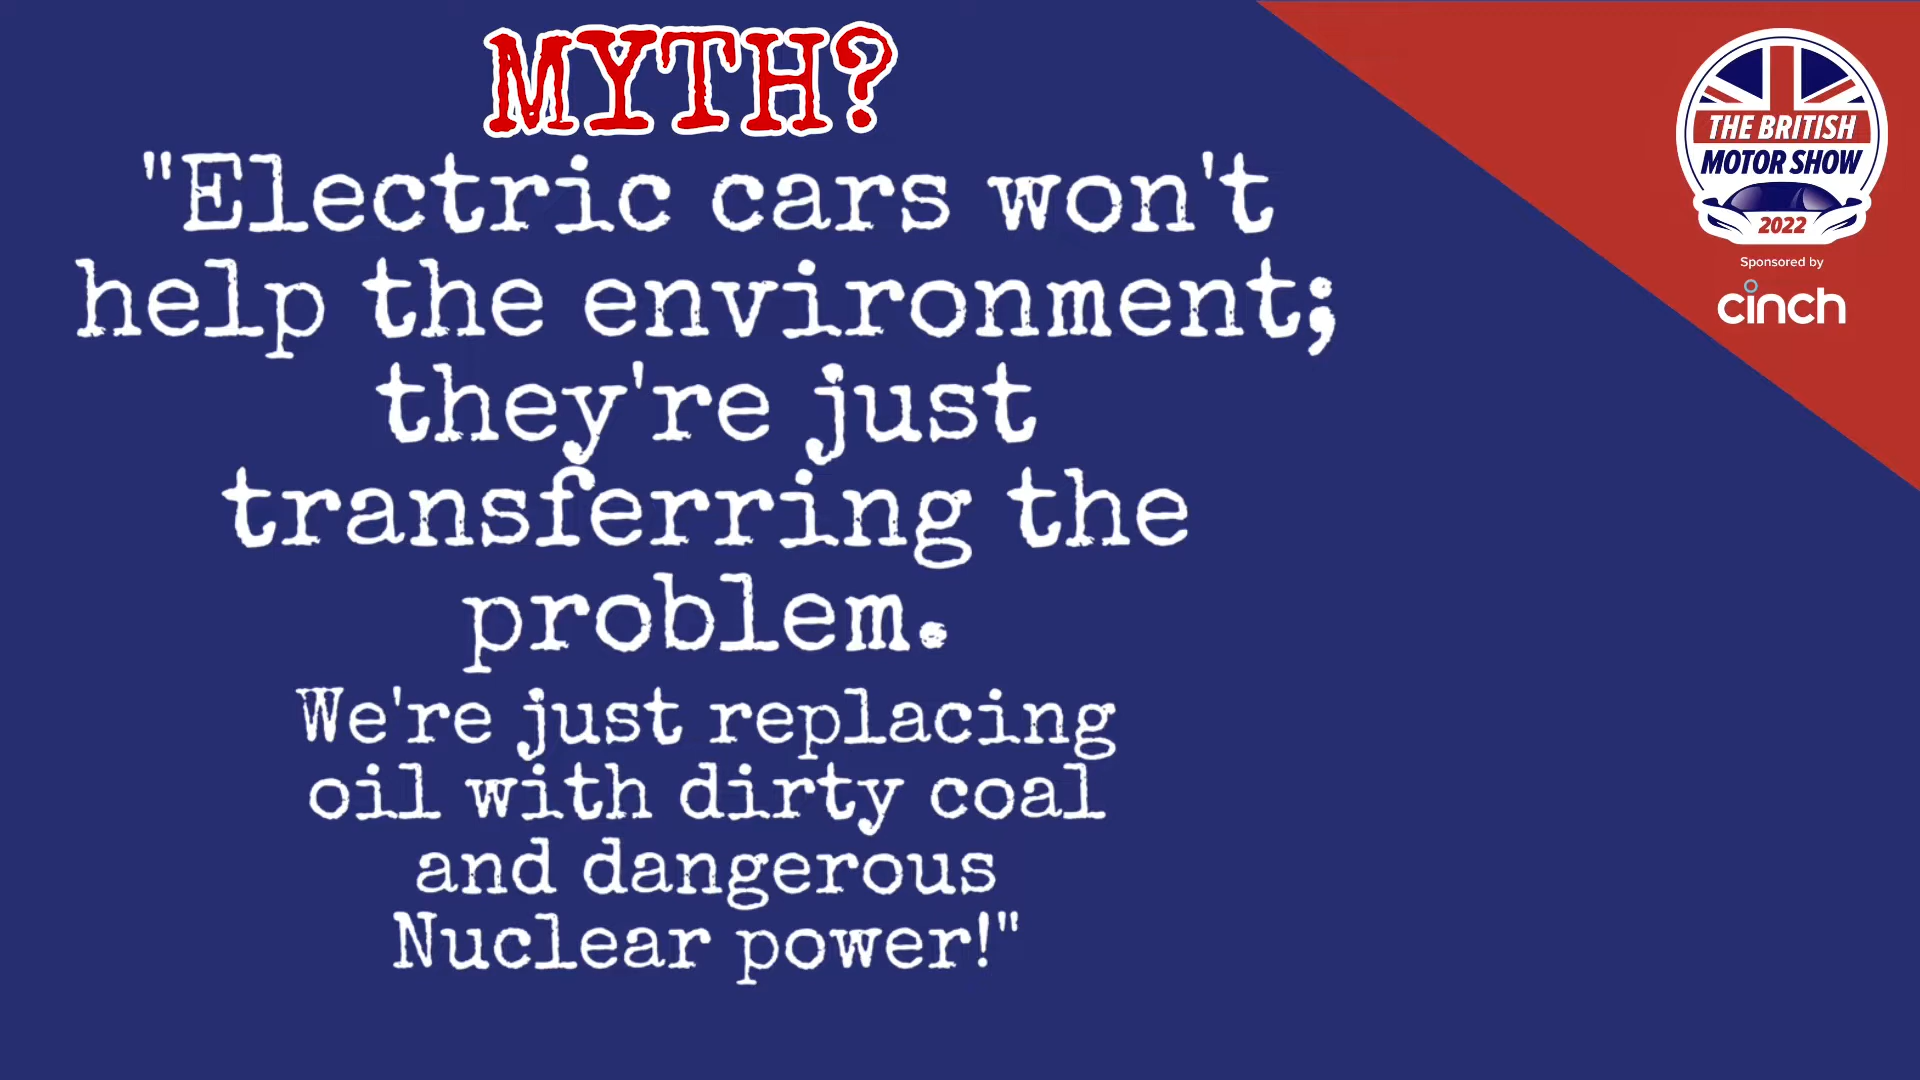 MYTH?
"Electric cars won't
help the environment;
they're just
transferring the
problem.
We're just replacing
oil with dirty coal
and dangerous
Nuclear power!"
THE BRITISH
MOTOR SHOW
2022
Sponsored by
cinch